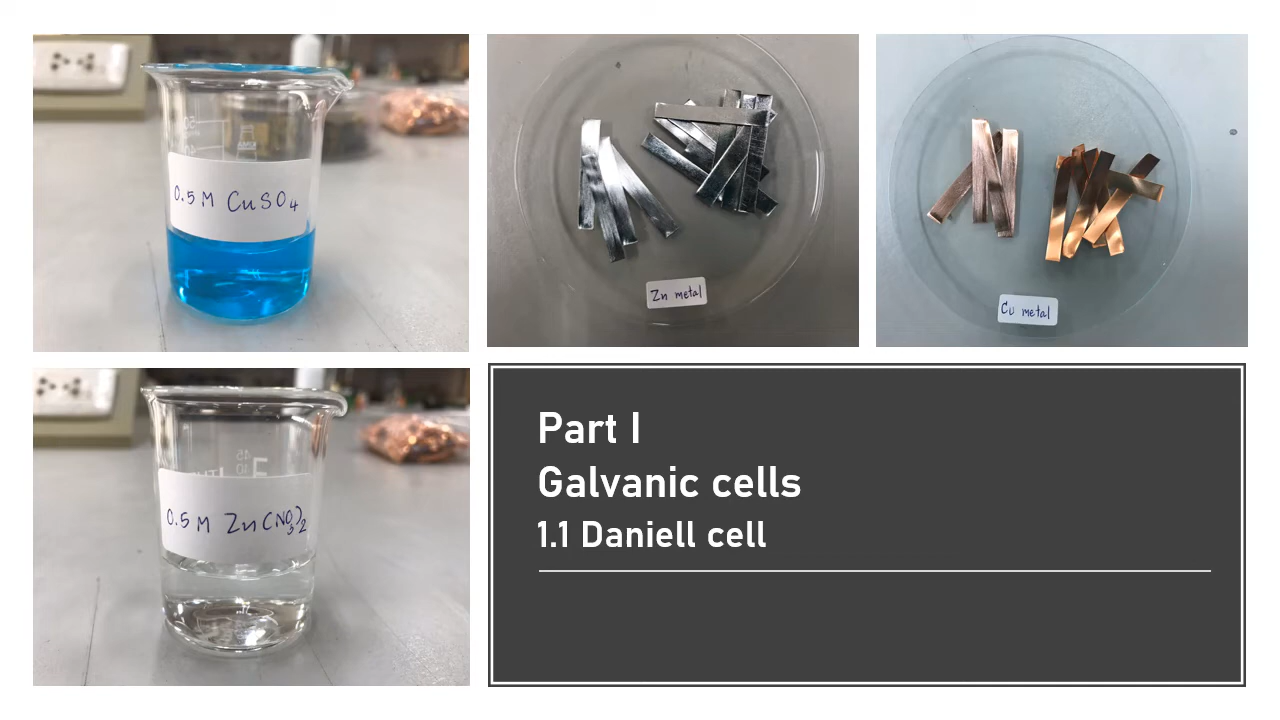 0.5 M CuSO4
Zn metal
Cu metal
0.5 M Zn(NO3)2
Part I
Galvanic cells
1.1 Daniell cell